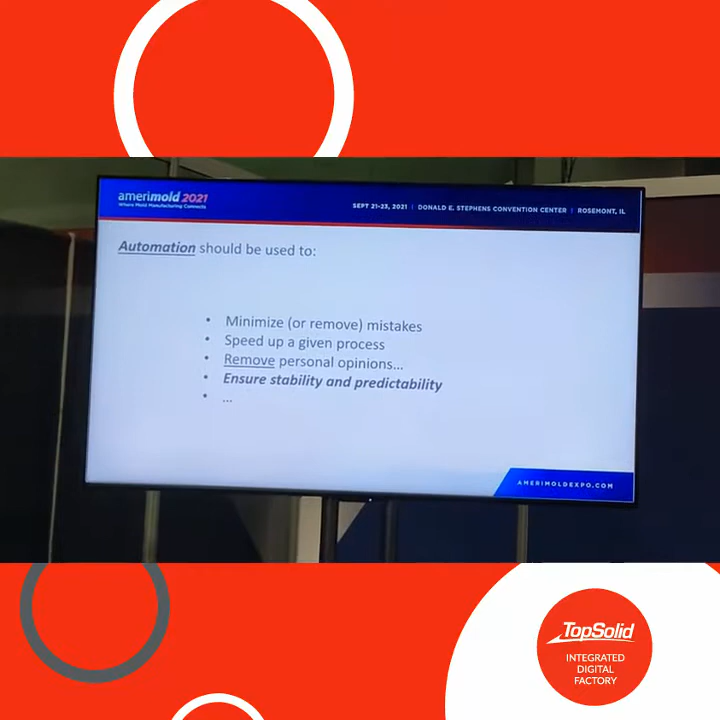 amerimold 2021
Where Mold Manufacturing Connects
SEPT 21-23, 2021 | DONALD E. STEPHENS CONVENTION CENTER | ROSEMONT, IL
Automation should be used to:
• Minimize (or remove) mistakes
• Speed up a given process
• Remove personal opinions...
• Ensure stability and predictability
• ...
AMERIMOLDEXPO.COM
TopSolid
INTEGRATED
DIGITAL
FACTORY